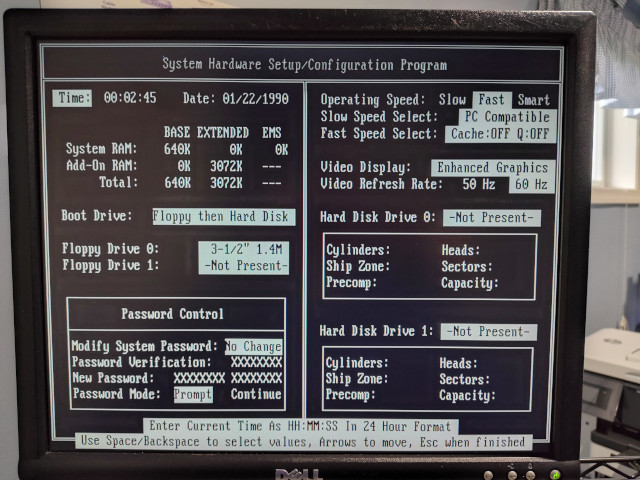 System Hardware Setup/Configuration Program
Time: 00:02:45 Date: 01/22/1990
BASE EXTENDED EMS
System RAM: 640K 0K 0K
Add-On RAM: 0K 3072K ---
Total: 640K 3072K ---
Boot Drive: Floppy then Hard Disk
Floppy Drive 0: 3-1/2" 1.4M
Floppy Drive 1: -Not Present-
Password Control
Modify System Password: No Change
Password Verification: XXXXXXXX
New Password: XXXXXXXX XXXXXXXX
Password Mode: Prompt Continue
Operating Speed: Slow Fast Smart
Slow Speed Select: PC Compatible
Fast Speed Select: Cache:OFF Q:OFF
Video Display: Enhanced Graphics
Video Refresh Rate: 50 Hz 60 Hz
Hard Disk Drive 0: -Not Present-
Cylinders: Heads:
Ship Zone: Sectors:
Precomp: Capacity:
Hard Disk Drive 1: -Not Present-
Cylinders: Heads:
Ship Zone: Sectors:
Precomp: Capacity:
Enter Current Time As HH:MM:SS In 24 Hour Format
Use Space/Backspace to select values, Arrows to move, Esc when finished
DELL